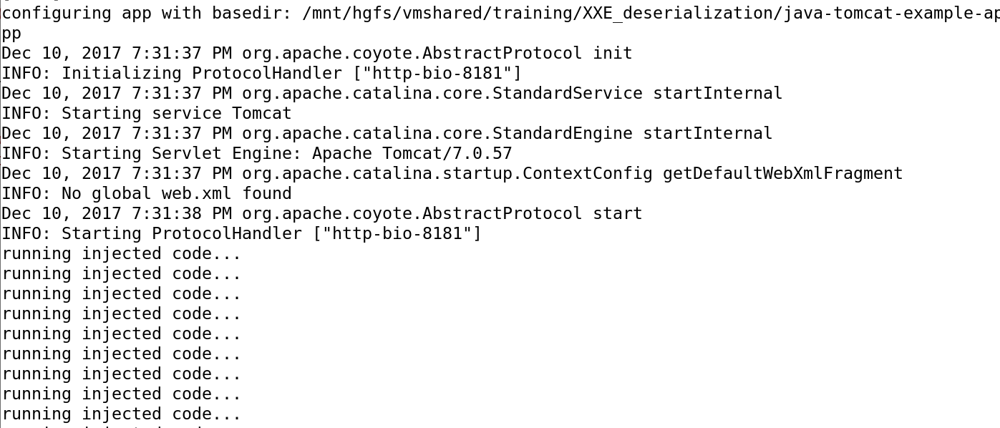 configuring app with basedir: /mnt/hgfs/vmshared/training/XXE_deserialization/java-tomcat-example-ap
pp
Dec 10, 2017 7:31:37 PM org.apache.coyote.AbstractProtocol init
INFO: Initializing ProtocolHandler ["http-bio-8181"]
Dec 10, 2017 7:31:37 PM org.apache.catalina.core.StandardService startInternal
INFO: Starting service Tomcat
Dec 10, 2017 7:31:37 PM org.apache.catalina.core.StandardEngine startInternal
INFO: Starting Servlet Engine: Apache Tomcat/7.0.57
Dec 10, 2017 7:31:37 PM org.apache.catalina.startup.ContextConfig getDefaultWebXmlFragment
INFO: No global web.xml found
Dec 10, 2017 7:31:38 PM org.apache.coyote.AbstractProtocol start
INFO: Starting ProtocolHandler ["http-bio-8181"]
running injected code...
running injected code...
running injected code...
running injected code...
running injected code...
running injected code...
running injected code...
running injected code...
running injected code...